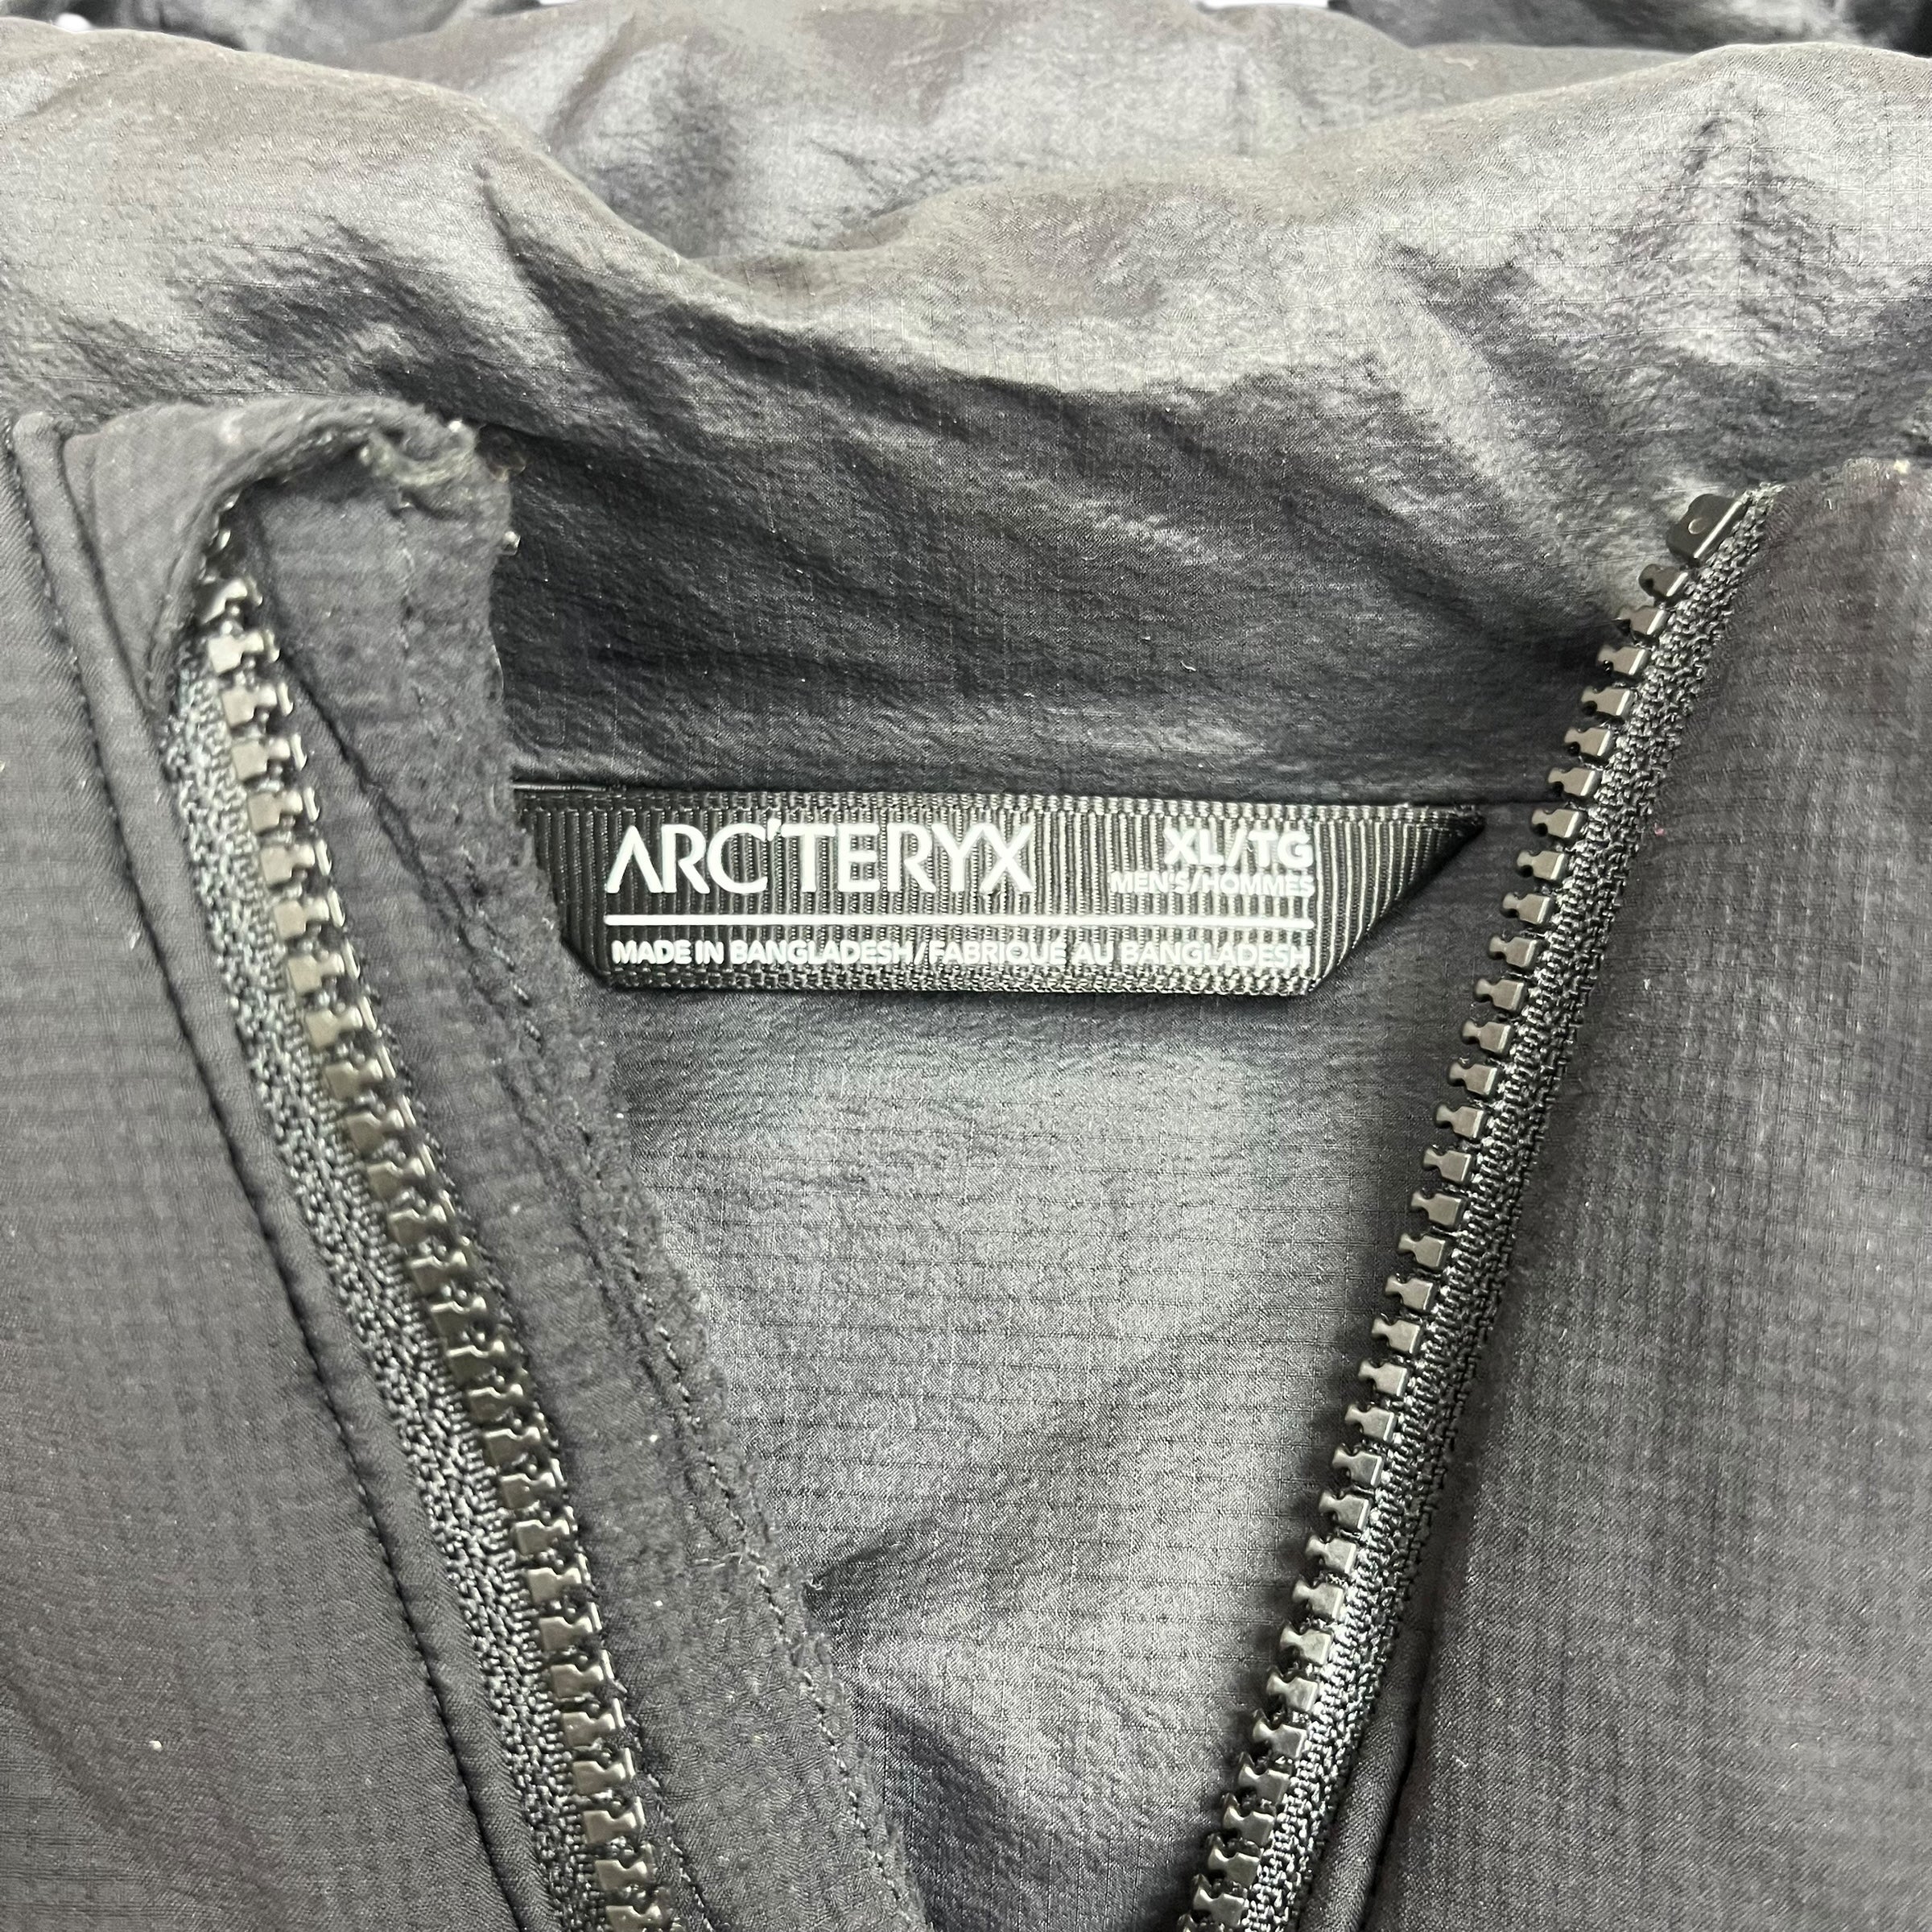 ARC'TERYX XL/TG
MEN'S/HOMMES
MADE IN BANGLADESH/FABRIQUÉ AU BANGLADESH